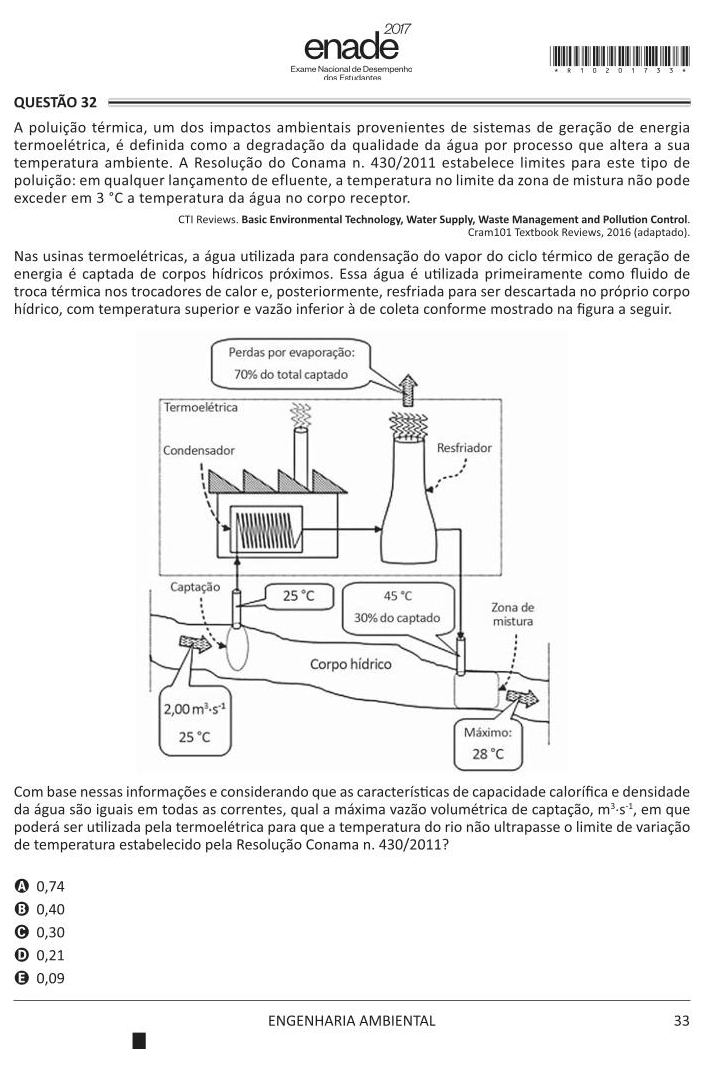 enade 2017
Exame Nacional de Desempenho
dos Estudantes
* R 1 0 2 0 1 7 3 3 *
QUESTÃO 32
A poluição térmica, um dos impactos ambientais provenientes de sistemas de geração de energia
termoelétrica, é definida como a degradação da qualidade da água por processo que altera a sua
temperatura ambiente. A Resolução do Conama n. 430/2011 estabelece limites para este tipo de
poluição: em qualquer lançamento de efluente, a temperatura no limite da zona de mistura não pode
exceder em 3 °C a temperatura da água no corpo receptor.
CTI Reviews. Basic Environmental Technology, Water Supply, Waste Management and Pollution Control.
Cram101 Textbook Reviews, 2016 (adaptado).
Nas usinas termoelétricas, a água utilizada para condensação do vapor do ciclo térmico de geração de
energia é captada de corpos hídricos próximos. Essa água é utilizada primeiramente como fluido de
troca térmica nos trocadores de calor e, posteriormente, resfriada para ser descartada no próprio corpo
hídrico, com temperatura superior e vazão inferior à de coleta conforme mostrado na figura a seguir.
Perdas por evaporação:
70% do total captado
Termoelétrica
Condensador
Resfriador
Captação
25 °C
45 °C
30% do captado
Zona de
mistura
Corpo hídrico
2,00 m³·s⁻¹
25 °C
Máximo:
28 °C
Com base nessas informações e considerando que as características de capacidade calorífica e densidade
da água são iguais em todas as correntes, qual a máxima vazão volumétrica de captação, m³·s⁻¹, em que
poderá ser utilizada pela termoelétrica para que a temperatura do rio não ultrapasse o limite de variação
de temperatura estabelecido pela Resolução Conama n. 430/2011?
A 0,74
B 0,40
C 0,30
D 0,21
E 0,09
ENGENHARIA AMBIENTAL
33